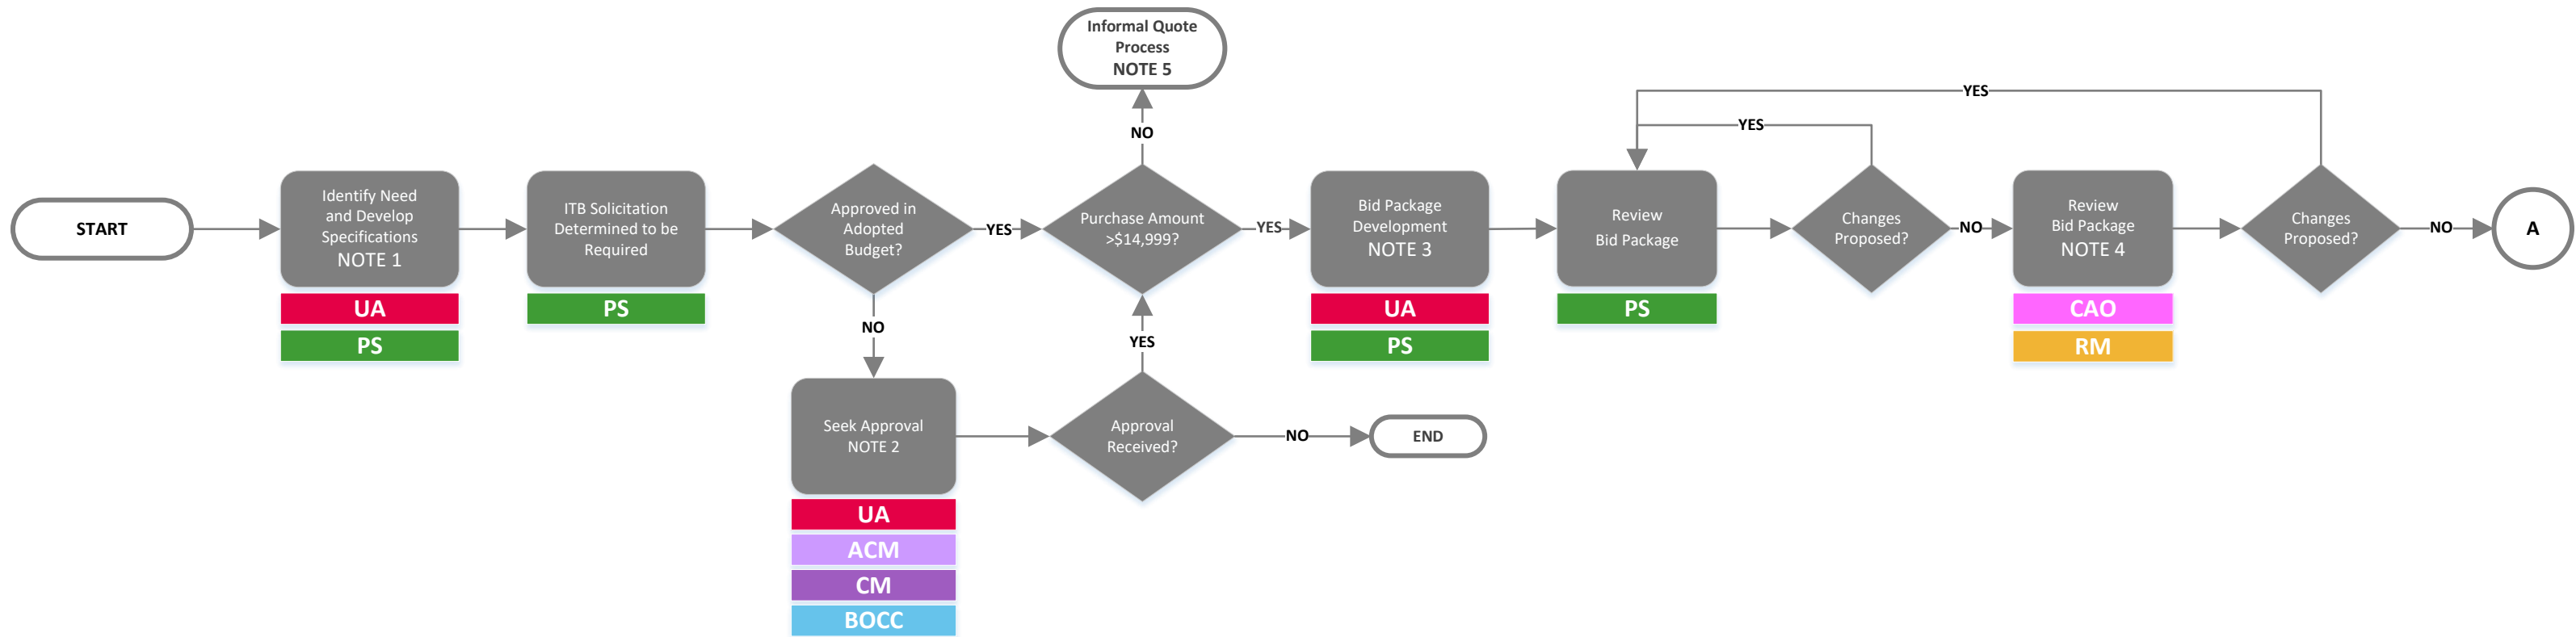 Informal Quote
Process
NOTE 5
NO
YES
YES
START
Identify Need
and Develop
Specifications
NOTE 1
UA
PS
ITB Solicitation
Determined to be
Required
PS
Approved in
Adopted
Budget?
YES
Purchase Amount
>$14,999?
YES
Bid Package
Development
NOTE 3
UA
PS
Review
Bid Package
PS
Changes
Proposed?
NO
Review
Bid Package
NOTE 4
CAO
RM
Changes
Proposed?
NO
A
NO
YES
Seek Approval
NOTE 2
UA
ACM
CM
BOCC
Approval
Received?
NO
END